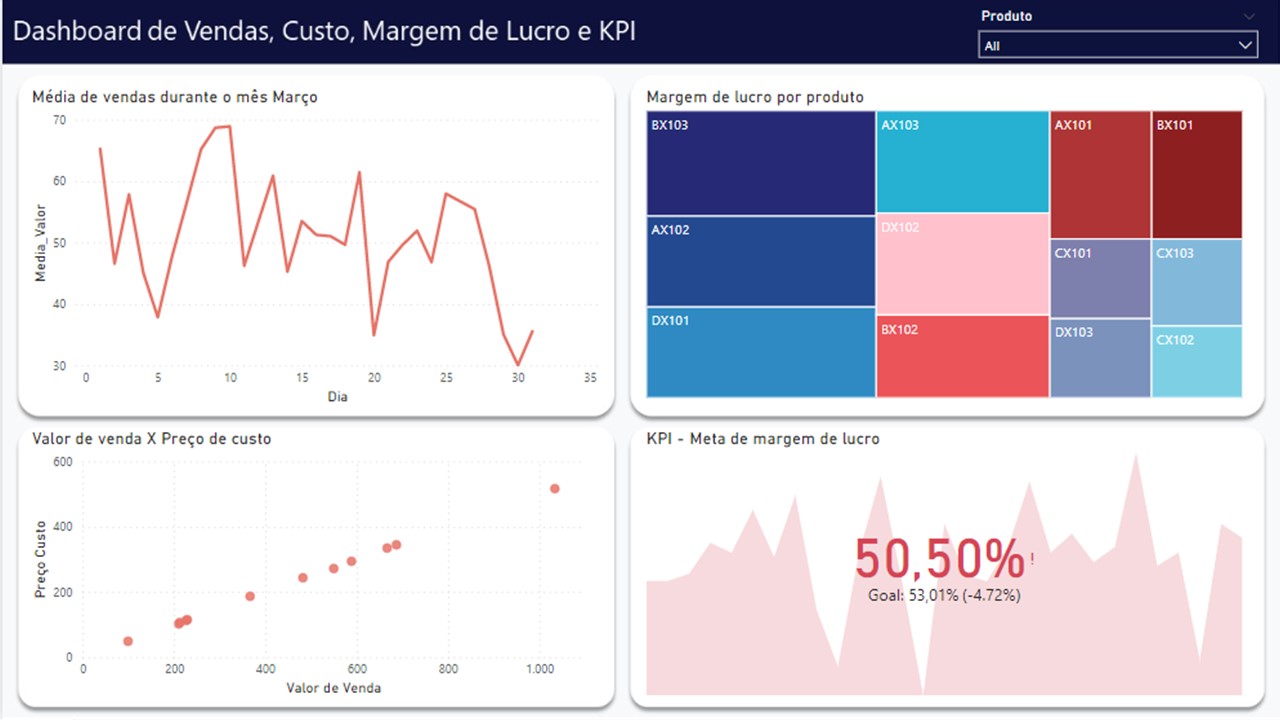 Dashboard de Vendas, Custo, Margem de Lucro e KPI
Produto
All
Média de vendas durante o mês Março
70
60
50
40
30
Media_Valor
0 5 10 15 20 25 30 35
Dia
Margem de lucro por produto
BX103
AX102
DX101
AX103
DX102
BX102
AX101
BX101
CX101
CX103
DX103
CX102
Valor de venda X Preço de custo
600
400
200
0
Preço Custo
0 200 400 600 800 1.000
Valor de Venda
KPI - Meta de margem de lucro
50,50%!
Goal: 53,01% (-4.72%)